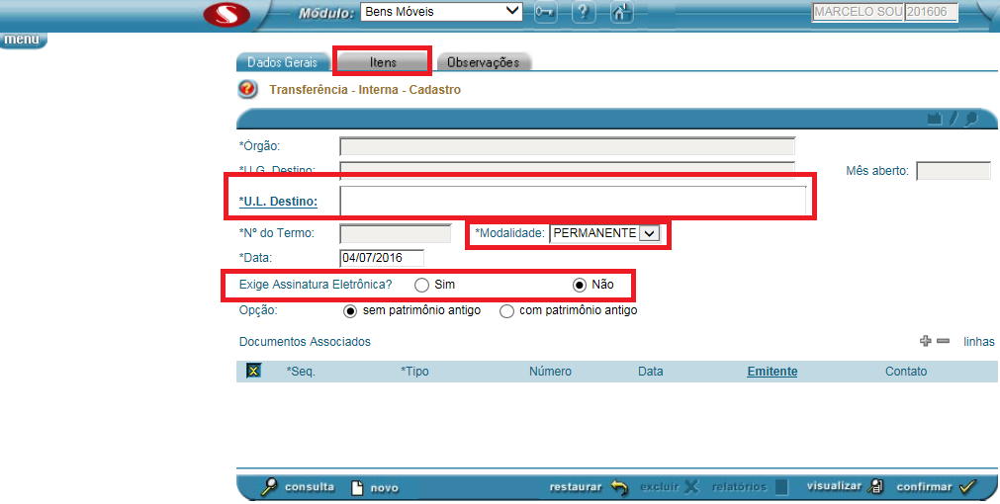 S Módulo: Bens Móveis MARCELO SOU 201606
menu
Dados Gerais Itens Observações
Transferência - Interna - Cadastro
*Órgão:
*U.G. Destino: Mês aberto:
*U.L. Destino:
*Nº do Termo: *Modalidade: PERMANENTE
*Data: 04/07/2016
Exige Assinatura Eletrônica? Sim Não
Opção: sem patrimônio antigo com patrimônio antigo
Documentos Associados linhas
*Seq. *Tipo Número Data Emitente Contato
consulta novo restaurar excluir relatórios visualizar confirmar